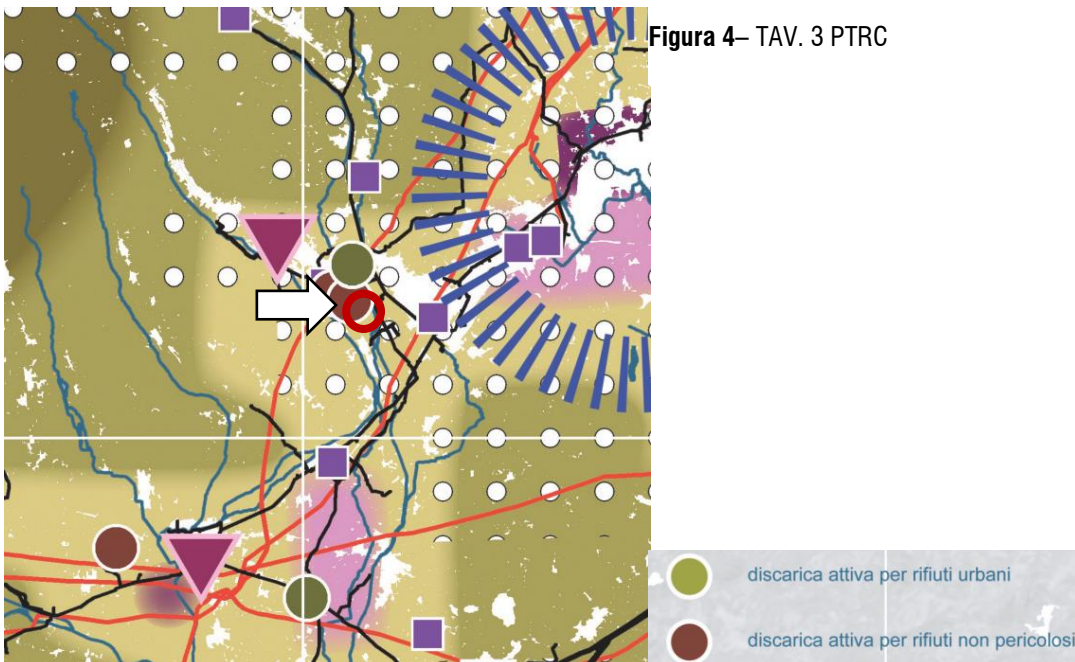 Figura 4– TAV. 3 PTRC
discarica attiva per rifiuti urbani
discarica attiva per rifiuti non pericolosi